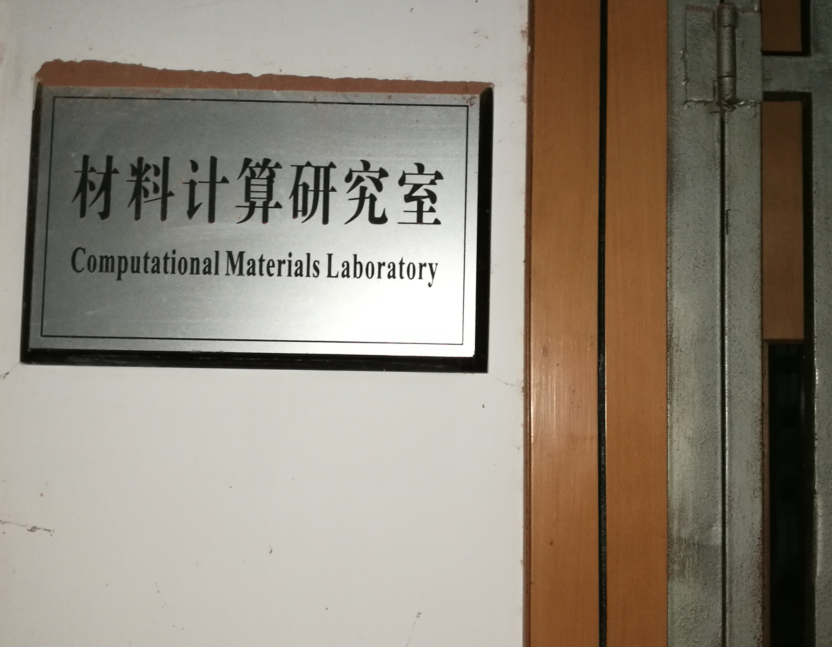 材料计算研究室
Computational Materials Laboratory